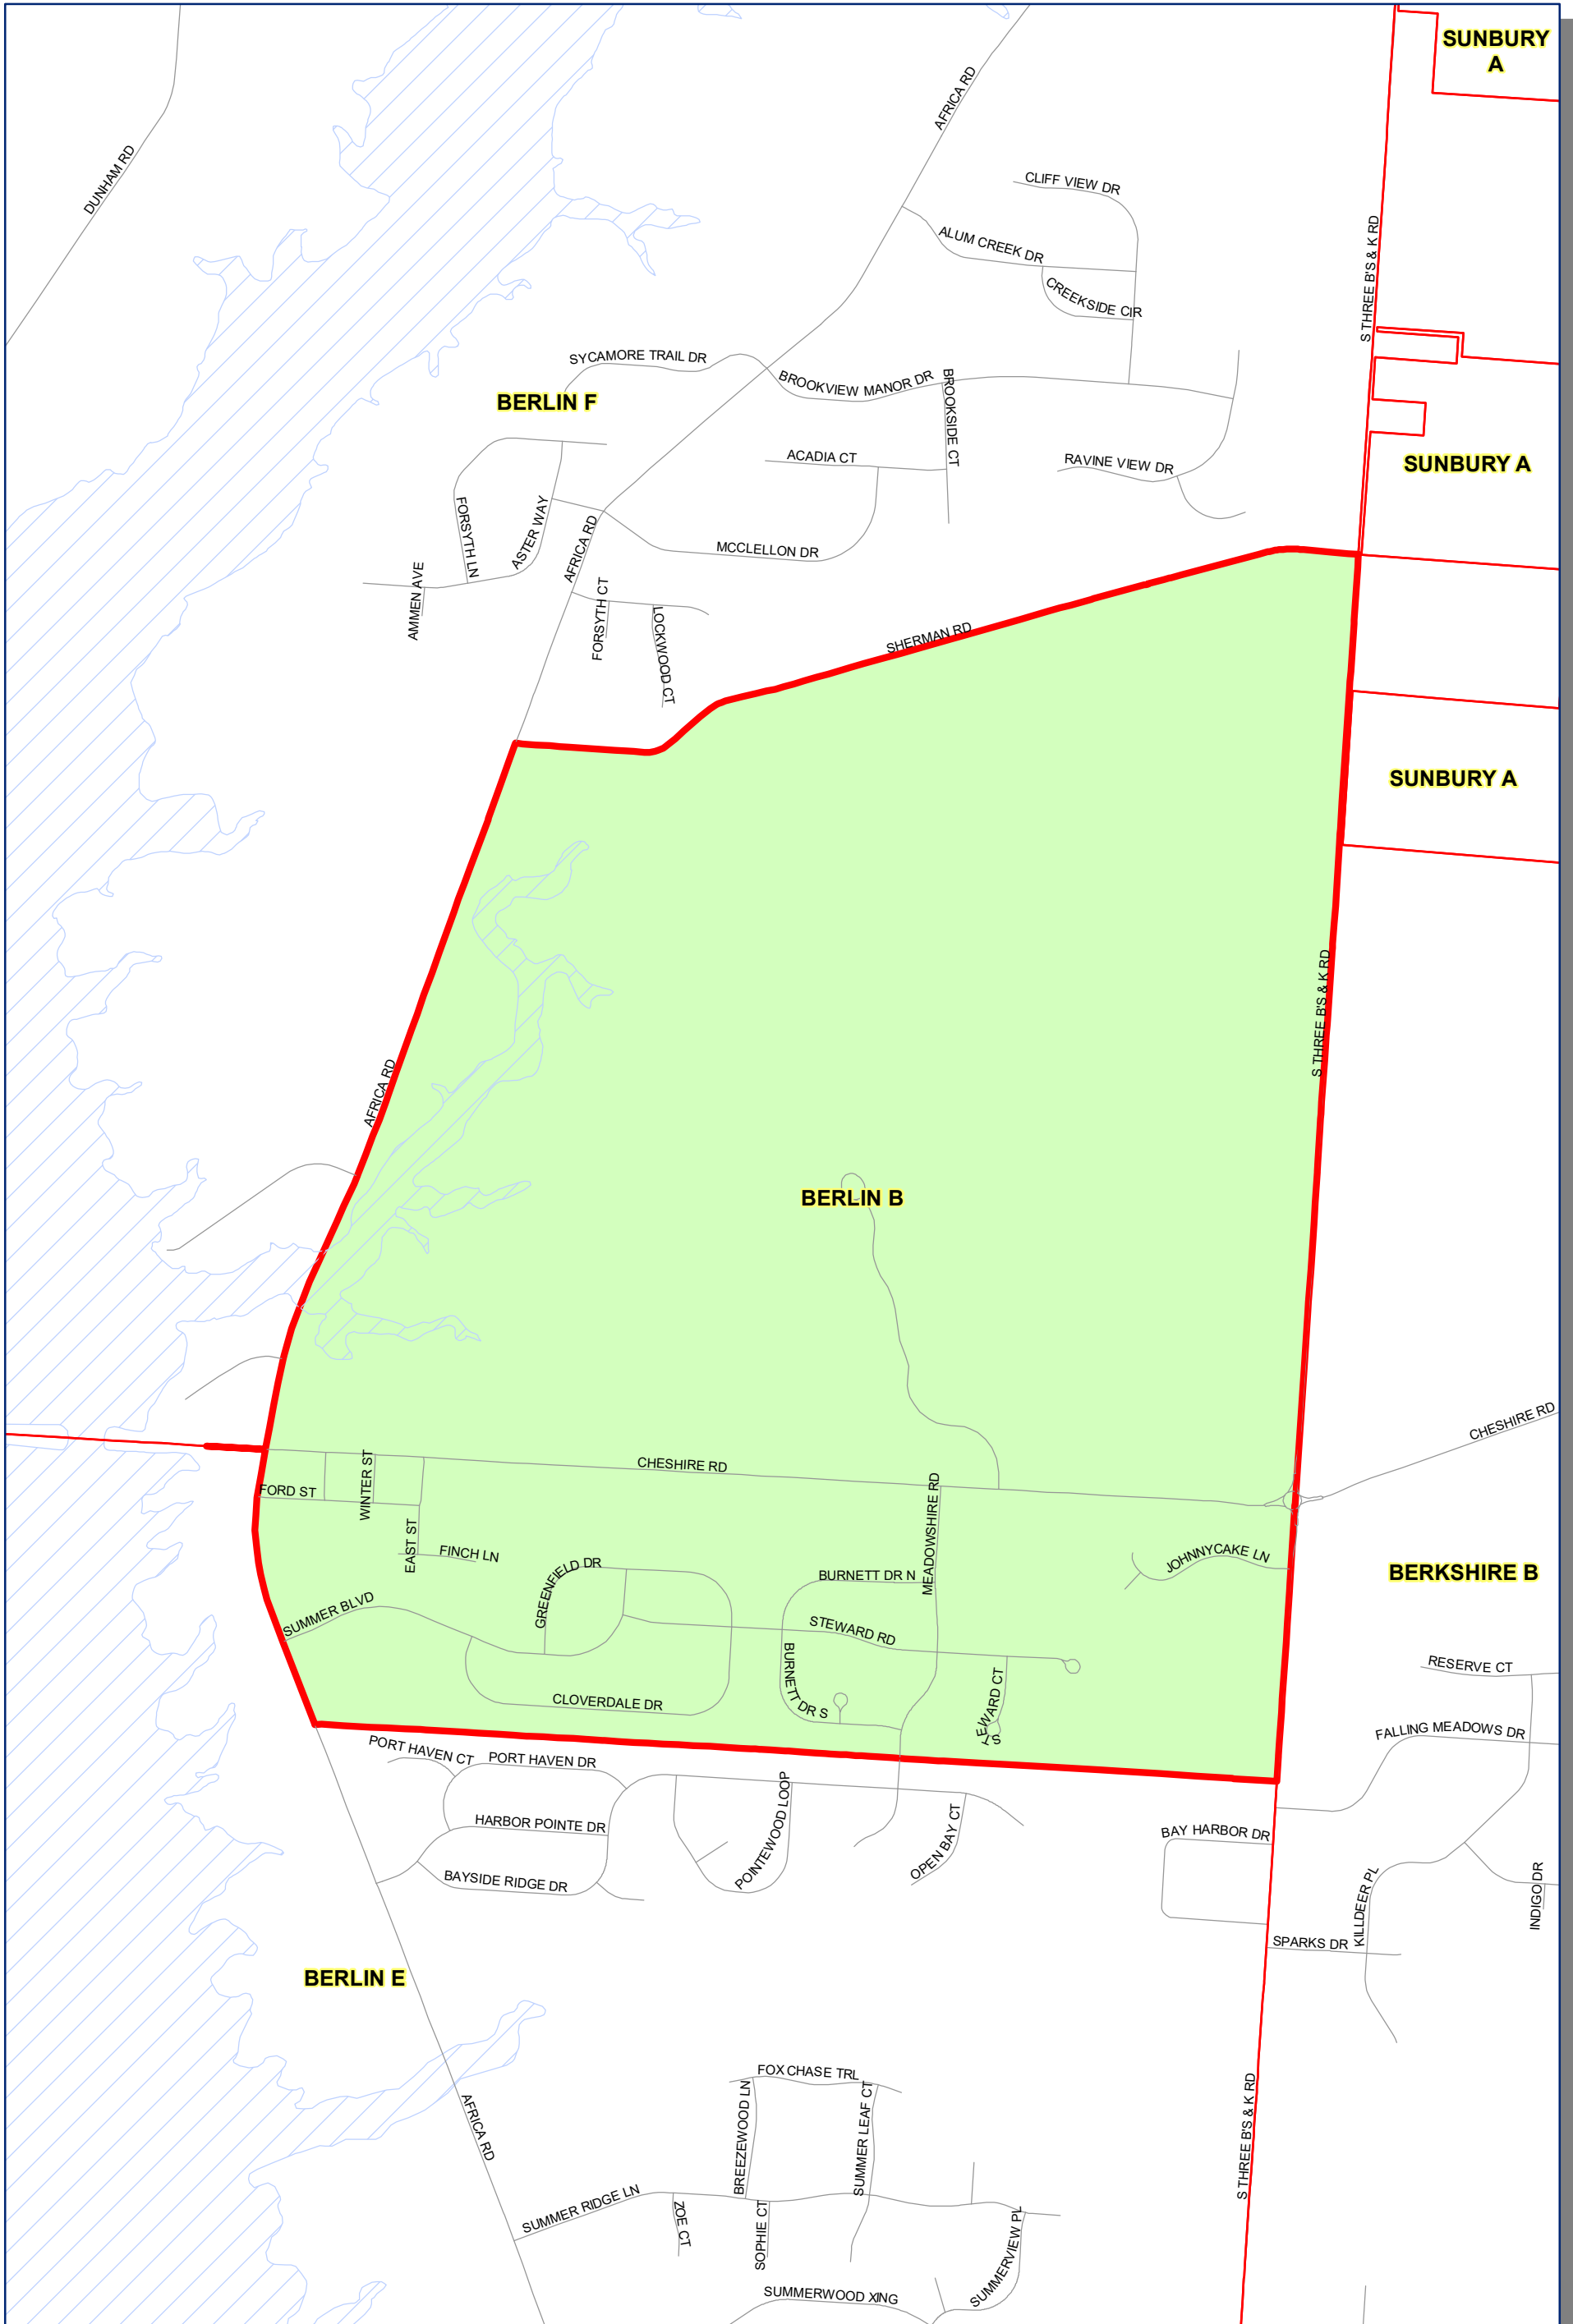 SUNBURY
A
AFRICA RD
DUNHAM RD
CLIFF VIEW DR
ALUM CREEK DR
S THREE B'S & K RD
CREEKSIDE CIR
SYCAMORE TRAIL DR
BROOKVIEW MANOR DR
BROOKSIDE CT
BERLIN F
ACADIA CT
RAVINE VIEW DR
SUNBURY A
FORSYTH LN
ASTER WAY
AFRICA RD
MCCLELLON DR
AMMEN AVE
FORSYTH CT
LOCKWOOD CT
SHERMAN RD
SUNBURY A
S THREE B'S & K RD
AFRICA RD
BERLIN B
CHESHIRE RD
CHESHIRE RD
WINTER ST
FORD ST
MEADOWSHIRE RD
EAST ST
FINCH LN
GREENFIELD DR
BURNETT DR N
JOHNNYCAKE LN
BERKSHIRE B
SUMMER BLVD
STEWARD RD
BURNETT DR S
RESERVE CT
CLOVERDALE DR
STEWARD CT
FALLING MEADOWS DR
PORT HAVEN CT
PORT HAVEN DR
POINTEWOOD LOOP
HARBOR POINTE DR
OPEN BAY CT
BAY HARBOR DR
BAYSIDE RIDGE DR
KILLDEER PL
INDIGO DR
SPARKS DR
BERLIN E
FOX CHASE TRL
AFRICA RD
BREEZEWOOD LN
SUMMER LEAF CT
S THREE B'S & K RD
SUMMER RIDGE LN
ZOE CT
SOPHIE CT
SUMMERVIEW PL
SUMMERWOOD XING